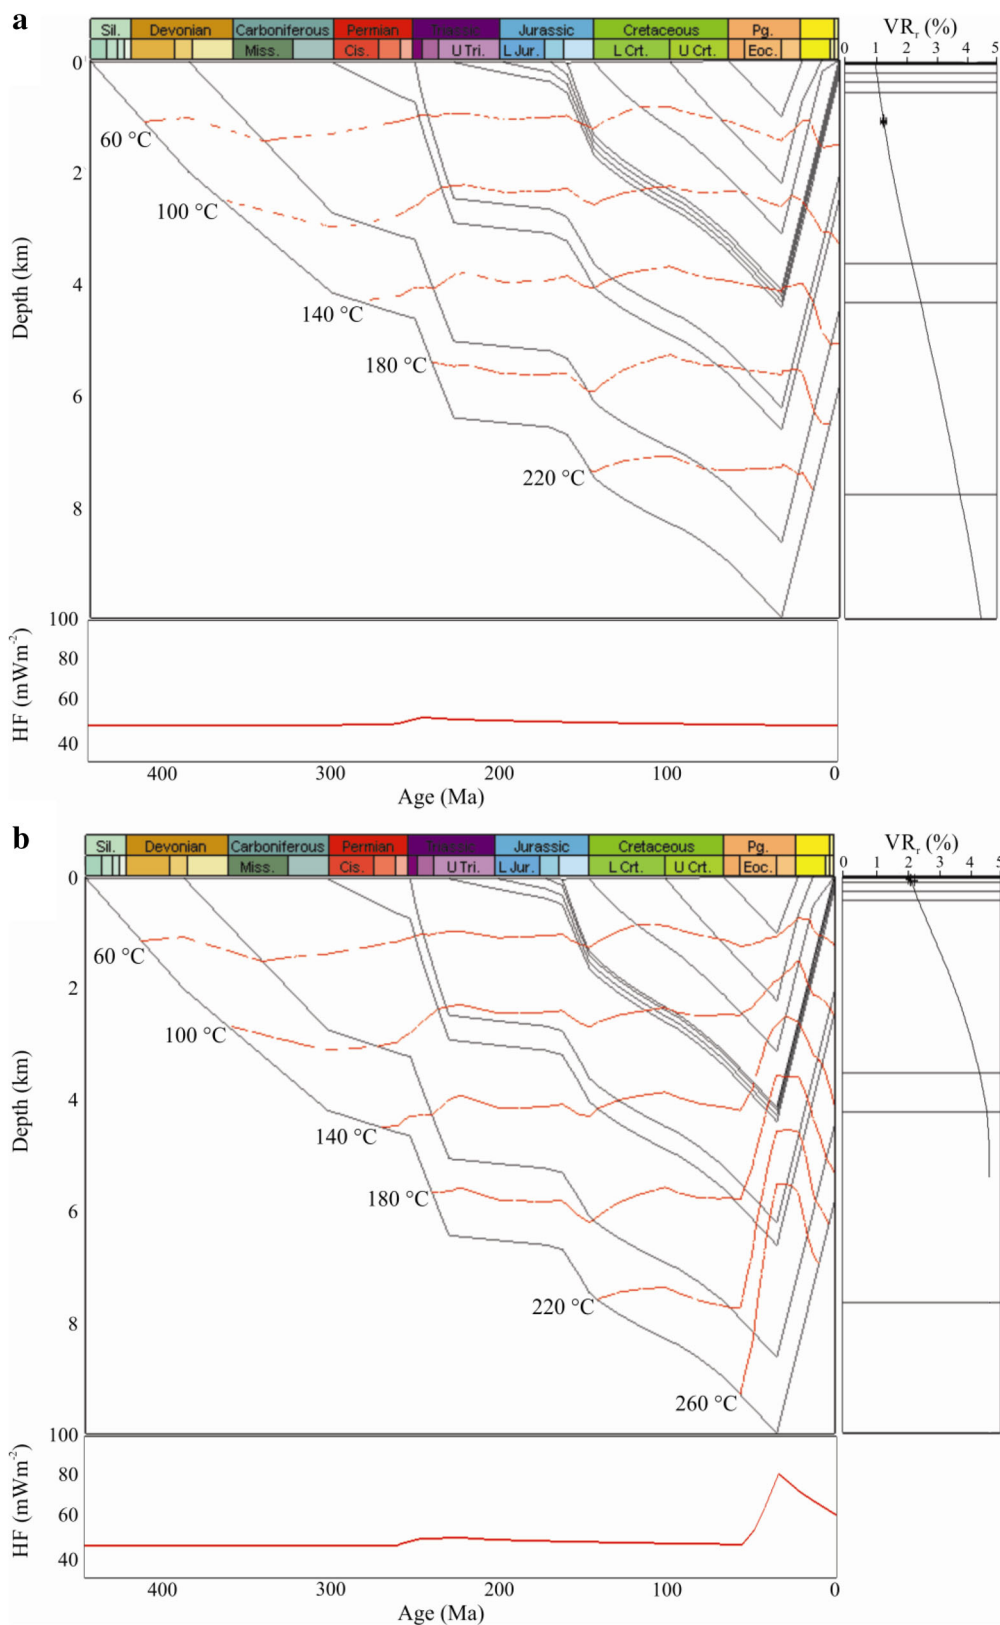 a
Sil. Devonian Carboniferous Permian Triassic Jurassic Cretaceous Pg.
Miss. Cis. U Tri. L Jur. L Crt. U Crt. Eoc.
VRr (%)
0 1 2 3 4 5
0
2
4
6
8
Depth (km)
60 °C
100 °C
140 °C
180 °C
220 °C
100
80
60
40
HF (mWm-2)
400 300 200 100 0
Age (Ma)
b
Sil. Devonian Carboniferous Permian Triassic Jurassic Cretaceous Pg.
Miss. Cis. U Tri. L Jur. L Crt. U Crt. Eoc.
VRr (%)
0 1 2 3 4 5
0
2
4
6
8
Depth (km)
60 °C
100 °C
140 °C
180 °C
220 °C
260 °C
100
80
60
40
HF (mWm-2)
400 300 200 100 0
Age (Ma)